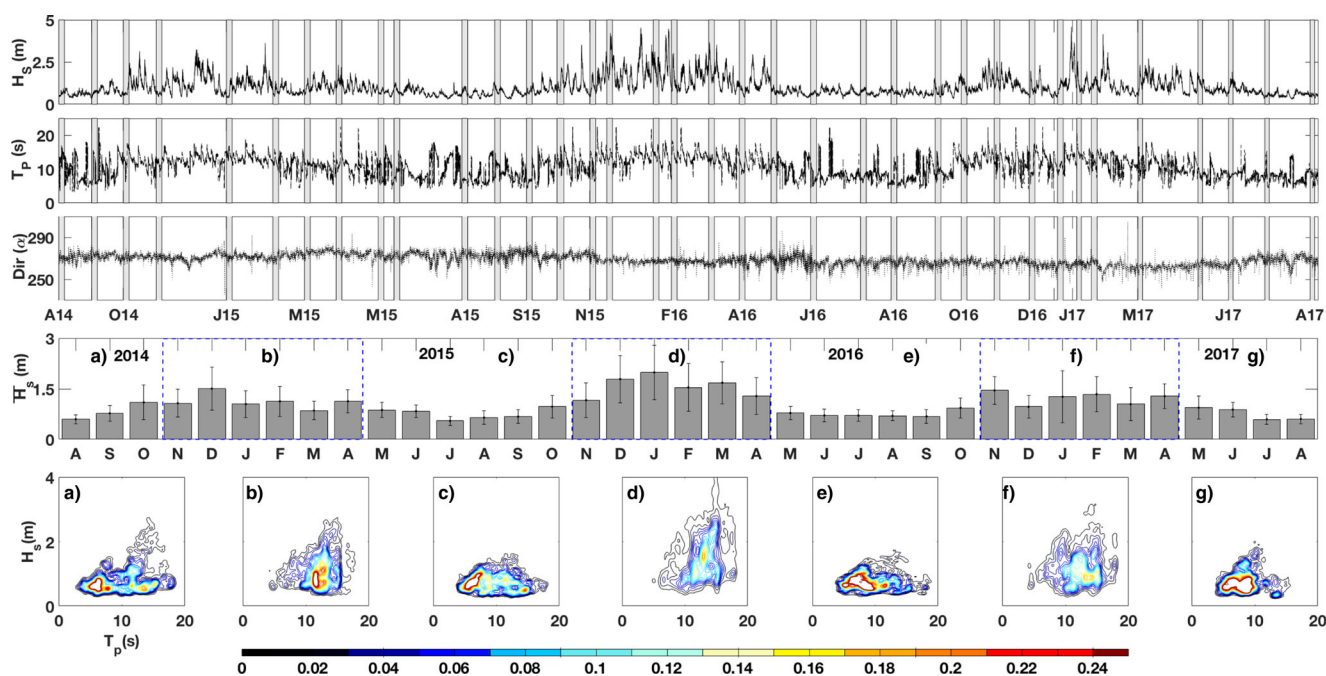 5
2.5
0
H_S (m)
20
10
0
T_p (s)
290
250
Dir (α)
A14 O14 J15 M15 M15 A15 S15 N15 F16 A16 J16 A16 O16 D16 J17 M17 J17 A17
3
1.5
0
H_s (m)
a) 2014 b) 2015 c) d) 2016 e) f) 2017 g)
A S O N D J F M A M J J A S O N D J F M A M J J A S O N D J F M A M J J A
4
2
0
H_s(m)
a) b) c) d) e) f) g)
0 10 20 0 10 20 0 10 20 0 10 20 0 10 20 0 10 20 0 10 20
T_p(s)
0 0.02 0.04 0.06 0.08 0.1 0.12 0.14 0.16 0.18 0.2 0.22 0.24